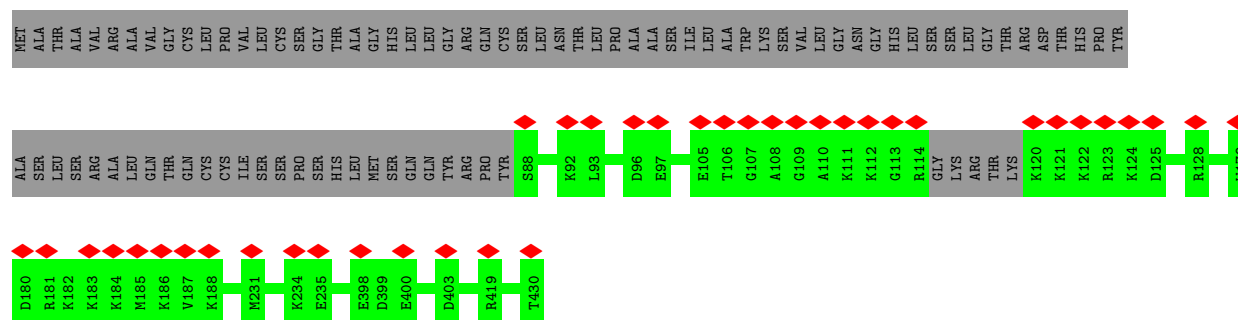 MET ALA THR ALA VAL ARG ALA VAL GLY CYS LEU PRO VAL LEU CYS SER GLY THR ALA GLY HIS LEU LEU GLY ARG GLN CYS SER LEU ASN THR LEU PRO ALA ALA SER ILE LEU ALA TRP LYS SER VAL LEU GLY ASN GLY HIS LEU SER SER LEU GLY THR ARG ASP THR HIS PRO TYR
ALA SER LEU SER ARG ALA LEU GLN THR GLN CYS CYS ILE SER SER PRO SER HIS LEU MET SER GLN GLN TYR ARG PRO TYR S88 K92 L93 D96 E97 E105 T106 G107 A108 G109 A110 K111 K112 G113 R114 GLY LYS ARG THR LYS K120 K121 K122 R123 K124 D125 R128
D180 R181 K182 K183 K184 M185 K186 V187 K188 M231 K234 E235 E398 D399 E400 D403 R419 T430